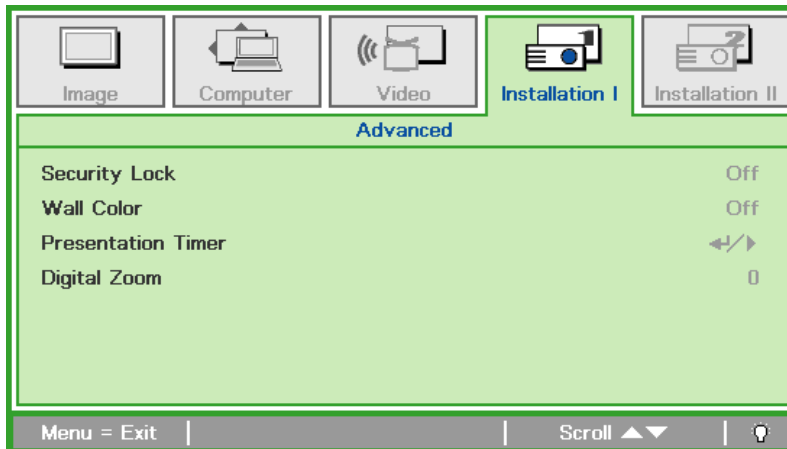 Image Computer Video Installation I Installation II
Advanced
Security Lock Off
Wall Color Off
Presentation Timer ↵/▶
Digital Zoom 0
Menu = Exit Scroll ▲▼